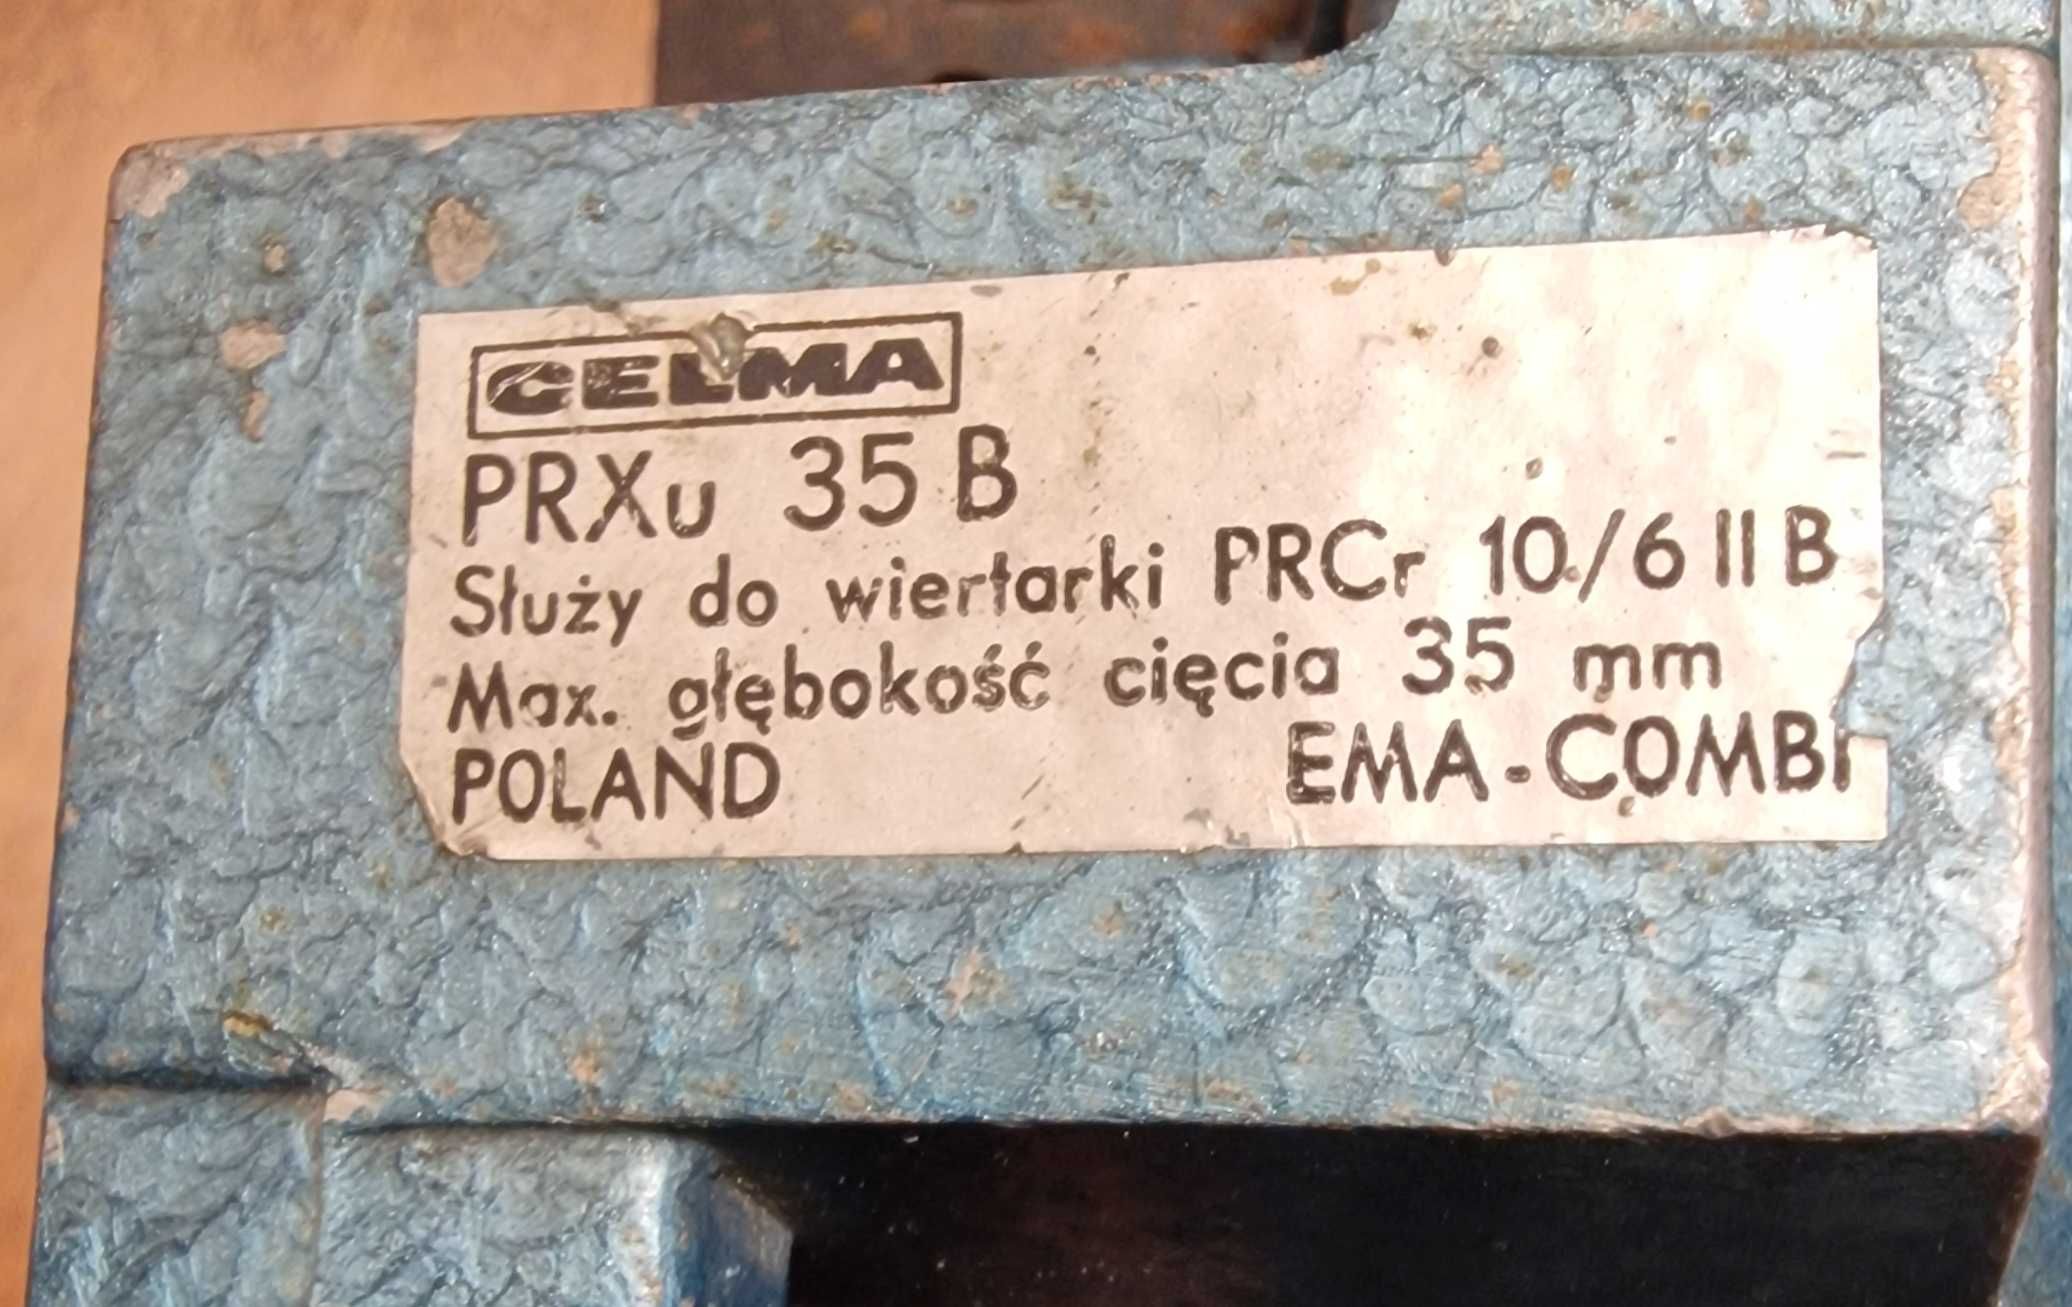 CELMA
PRXu 35 B
Służy do wiertarki PRCr 10/6 II B
Max. głębokość cięcia 35 mm
POLAND EMA-COMBI